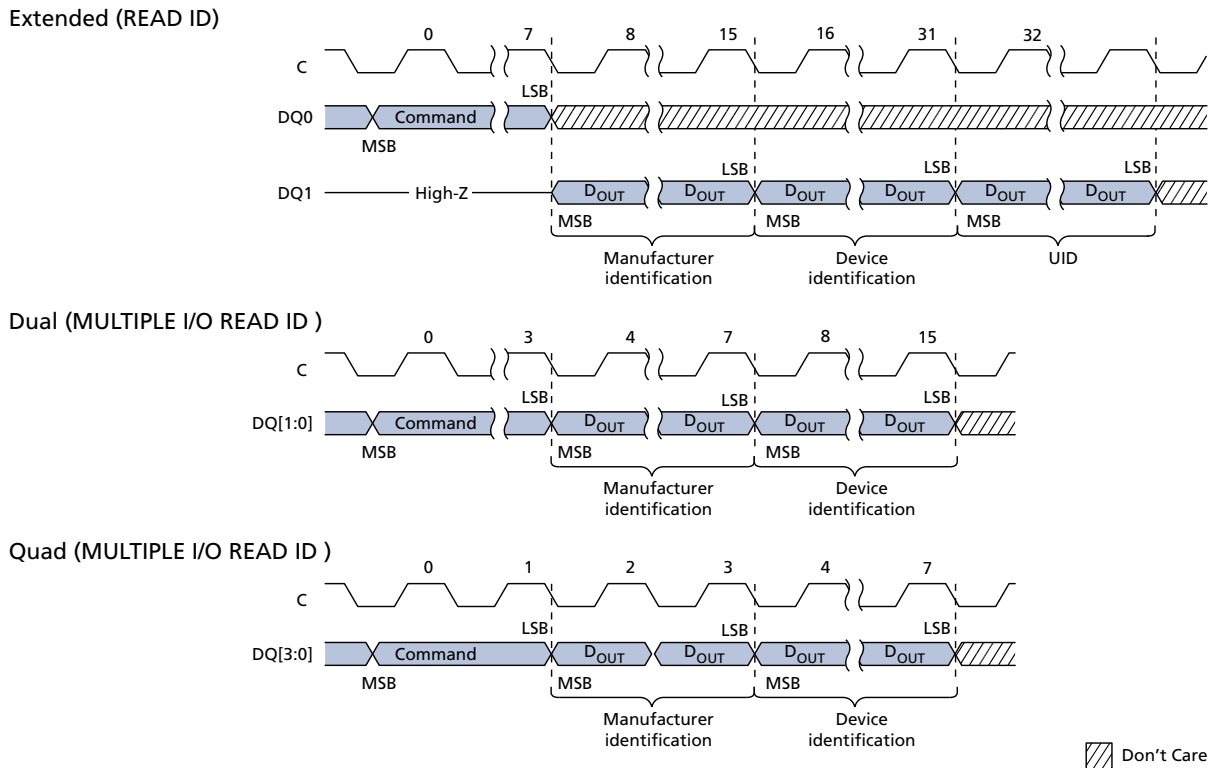 Extended (READ ID)
0 7 8 15 16 31 32
C
LSB
DQ0 Command
MSB
LSB LSB LSB
DQ1 High-Z DOUT DOUT DOUT DOUT DOUT DOUT
MSB MSB MSB
Manufacturer Device UID
identification identification
Dual (MULTIPLE I/O READ ID )
0 3 4 7 8 15
C
LSB LSB LSB
DQ[1:0] Command DOUT DOUT DOUT DOUT
MSB MSB MSB
Manufacturer Device
identification identification
Quad (MULTIPLE I/O READ ID )
0 1 2 3 4 7
C
LSB LSB LSB
DQ[3:0] Command DOUT DOUT DOUT DOUT
MSB MSB MSB
Manufacturer Device
identification identification
Don't Care